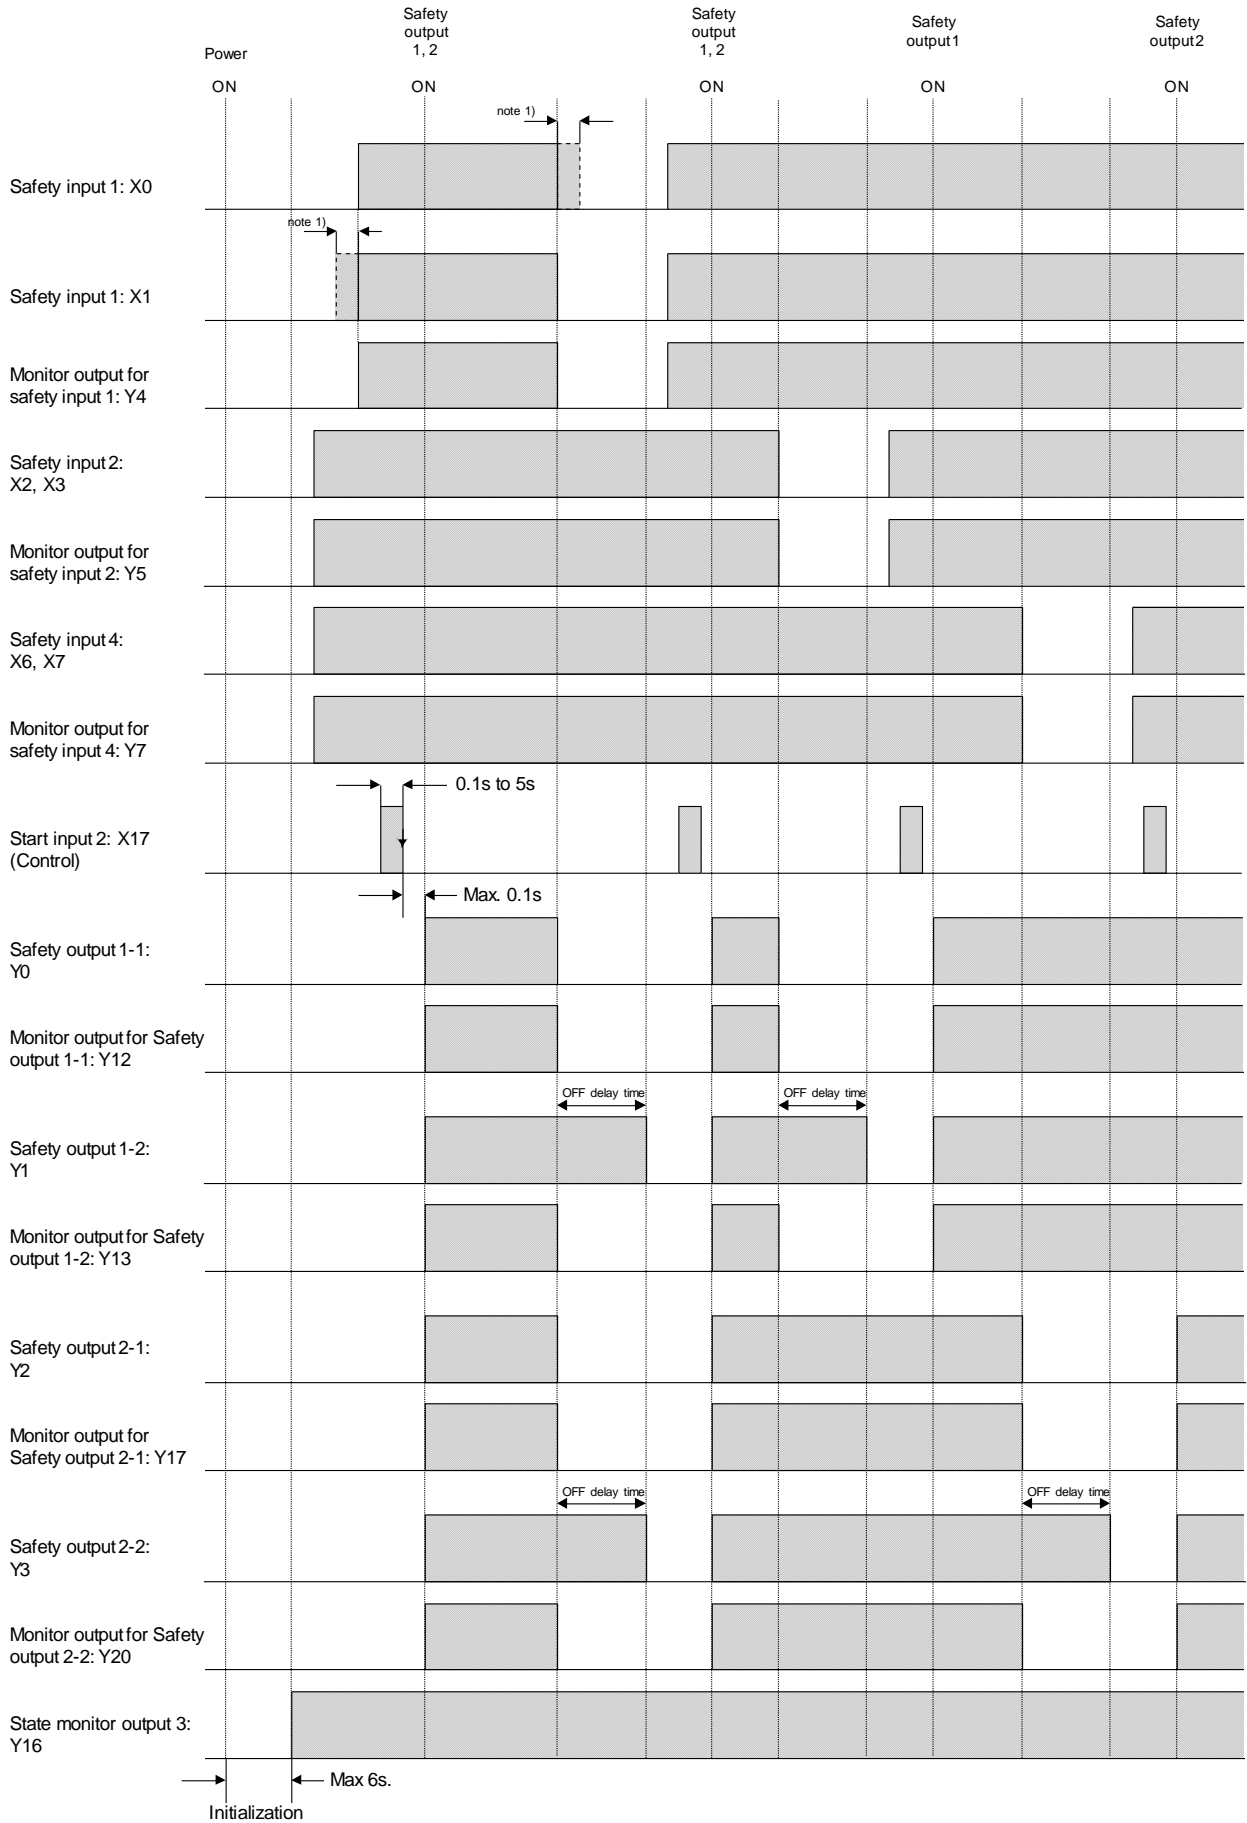 Safety
output
1, 2
Safety
output
1, 2
Safety
output 1
Safety
output 2
Power
ON
ON
ON
ON
ON
note 1)
Safety input 1: X0
note 1)
Safety input 1: X1
Monitor output for
safety input 1: Y4
Safety input 2:
X2, X3
Monitor output for
safety input 2: Y5
Safety input 4:
X6, X7
Monitor output for
safety input 4: Y7
0.1s to 5s
Start input 2: X17
(Control)
Max. 0.1s
Safety output 1-1:
Y0
Monitor output for Safety
output 1-1: Y12
OFF delay time
OFF delay time
Safety output 1-2:
Y1
Monitor output for Safety
output 1-2: Y13
Safety output 2-1:
Y2
Monitor output for
Safety output 2-1: Y17
OFF delay time
OFF delay time
Safety output 2-2:
Y3
Monitor output for Safety
output 2-2: Y20
State monitor output 3:
Y16
Max 6s.
Initialization